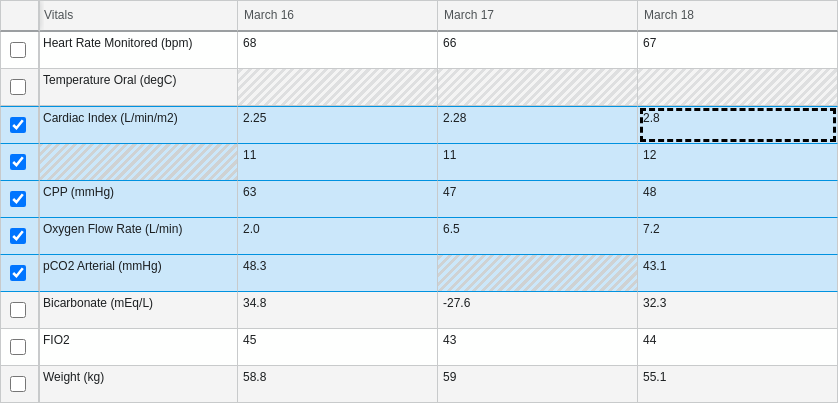 Vitals March 16 March 17 March 18
Heart Rate Monitored (bpm) 68 66 67
Temperature Oral (degC)
Cardiac Index (L/min/m2) 2.25 2.28 2.8
11 11 12
CPP (mmHg) 63 47 48
Oxygen Flow Rate (L/min) 2.0 6.5 7.2
pCO2 Arterial (mmHg) 48.3 43.1
Bicarbonate (mEq/L) 34.8 -27.6 32.3
FIO2 45 43 44
Weight (kg) 58.8 59 55.1